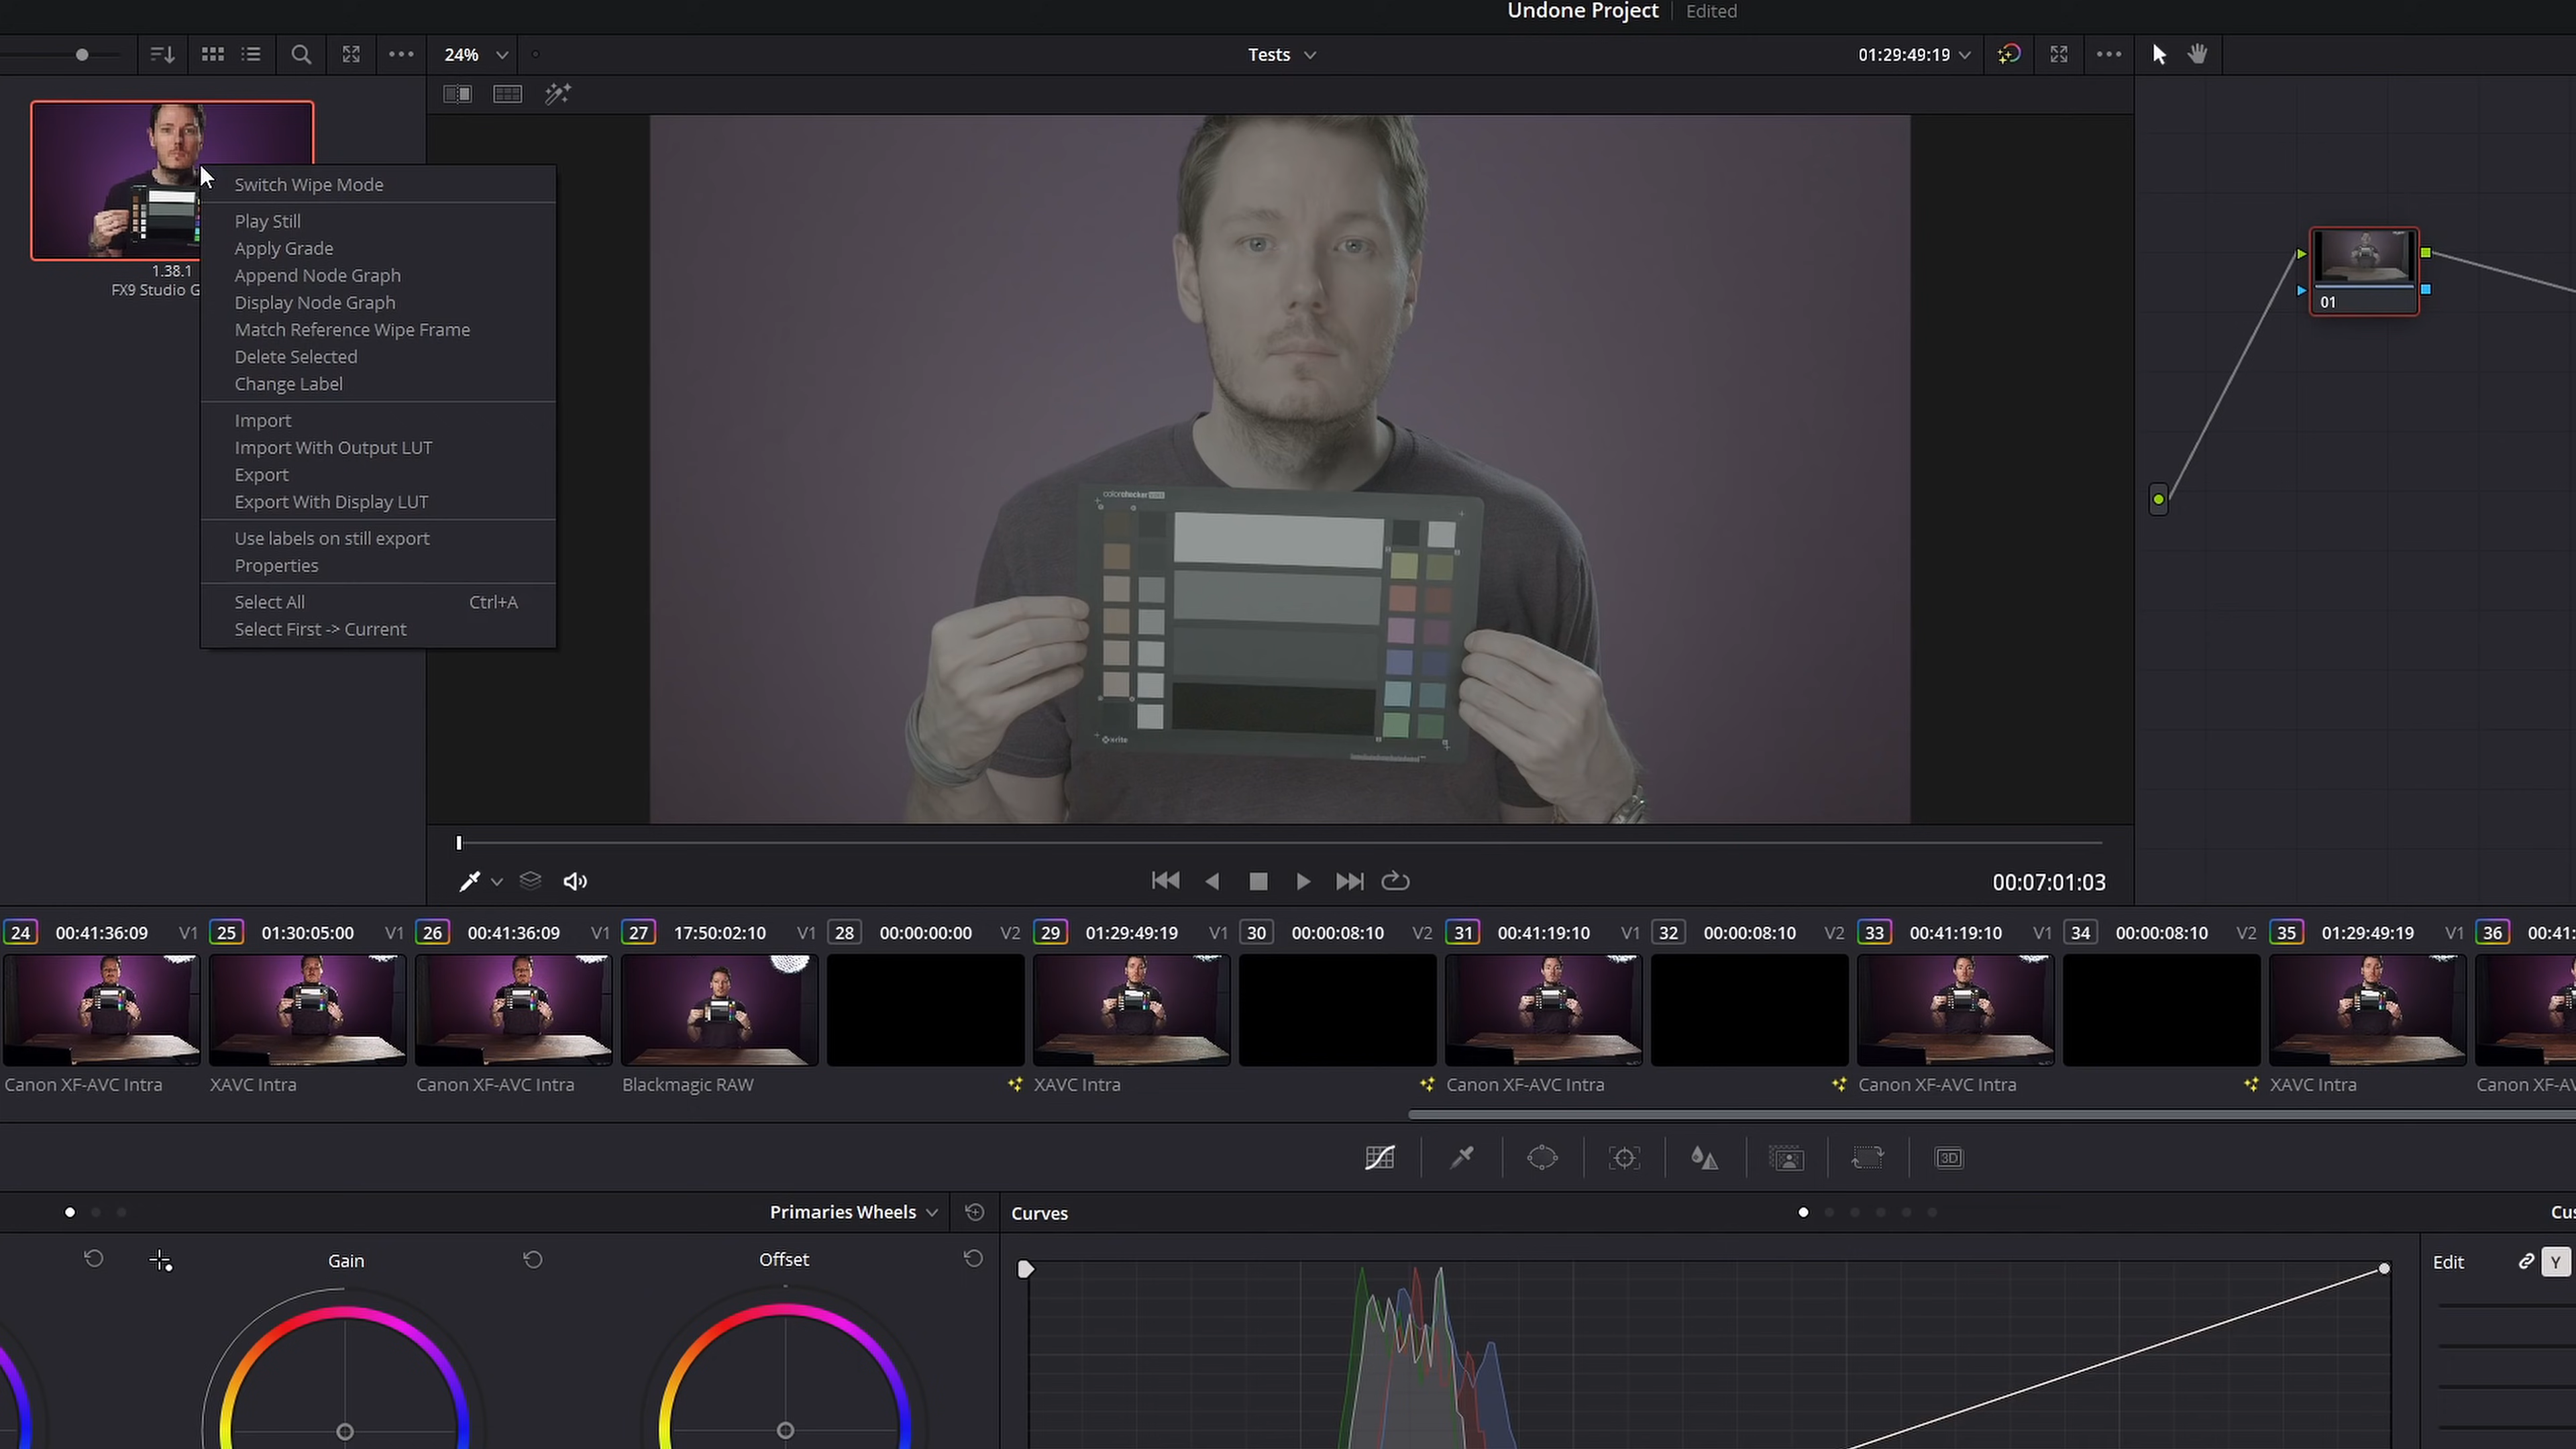 Undone Project
Edited
24%
Tests
01:29:49:19
1.38.1
FX9 Studio G
Switch Wipe Mode
Play Still
Apply Grade
Append Node Graph
Display Node Graph
Match Reference Wipe Frame
Delete Selected
Change Label
Import
Import With Output LUT
Export
Export With Display LUT
Use labels on still export
Properties
Select All Ctrl+A
Select First -> Current
colorchecker
x-rite
01
00:07:01:03
24 00:41:36:09 V1
25 01:30:05:00 V1
26 00:41:36:09 V1
27 17:50:02:10 V1
28 00:00:00:00 V2
29 01:29:49:19 V1
30 00:00:08:10 V2
31 00:41:19:10 V1
32 00:00:08:10 V2
33 00:41:19:10 V1
34 00:00:08:10 V2
35 01:29:49:19 V1
36 00:41:
Canon XF-AVC Intra
XAVC Intra
Canon XF-AVC Intra
Blackmagic RAW
XAVC Intra
Canon XF-AVC Intra
Canon XF-AVC Intra
XAVC Intra
Canon XF-AV
3D
Primaries Wheels
Curves
Cus
Gain
Offset
Edit
Y